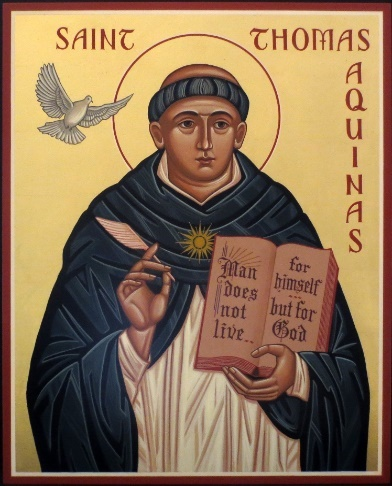 SAINT THOMAS
AQUINAS
Man
does
not
live..
for
himself
...
but for
God